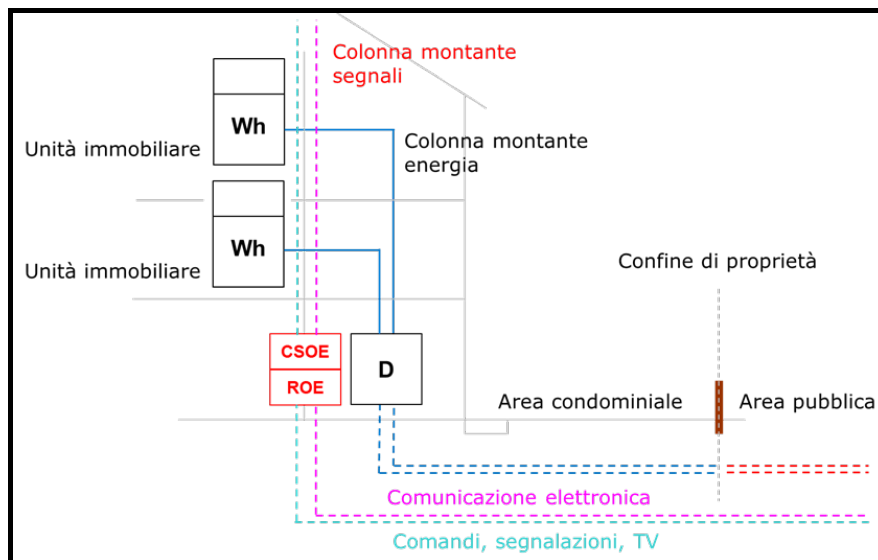 Colonna montante
segnali
Wh
Unità immobiliare
Colonna montante
energia
Wh
Unità immobiliare
Confine di proprietà
CSOE
ROE
D
Area condominiale
Area pubblica
Comunicazione elettronica
Comandi, segnalazioni, TV